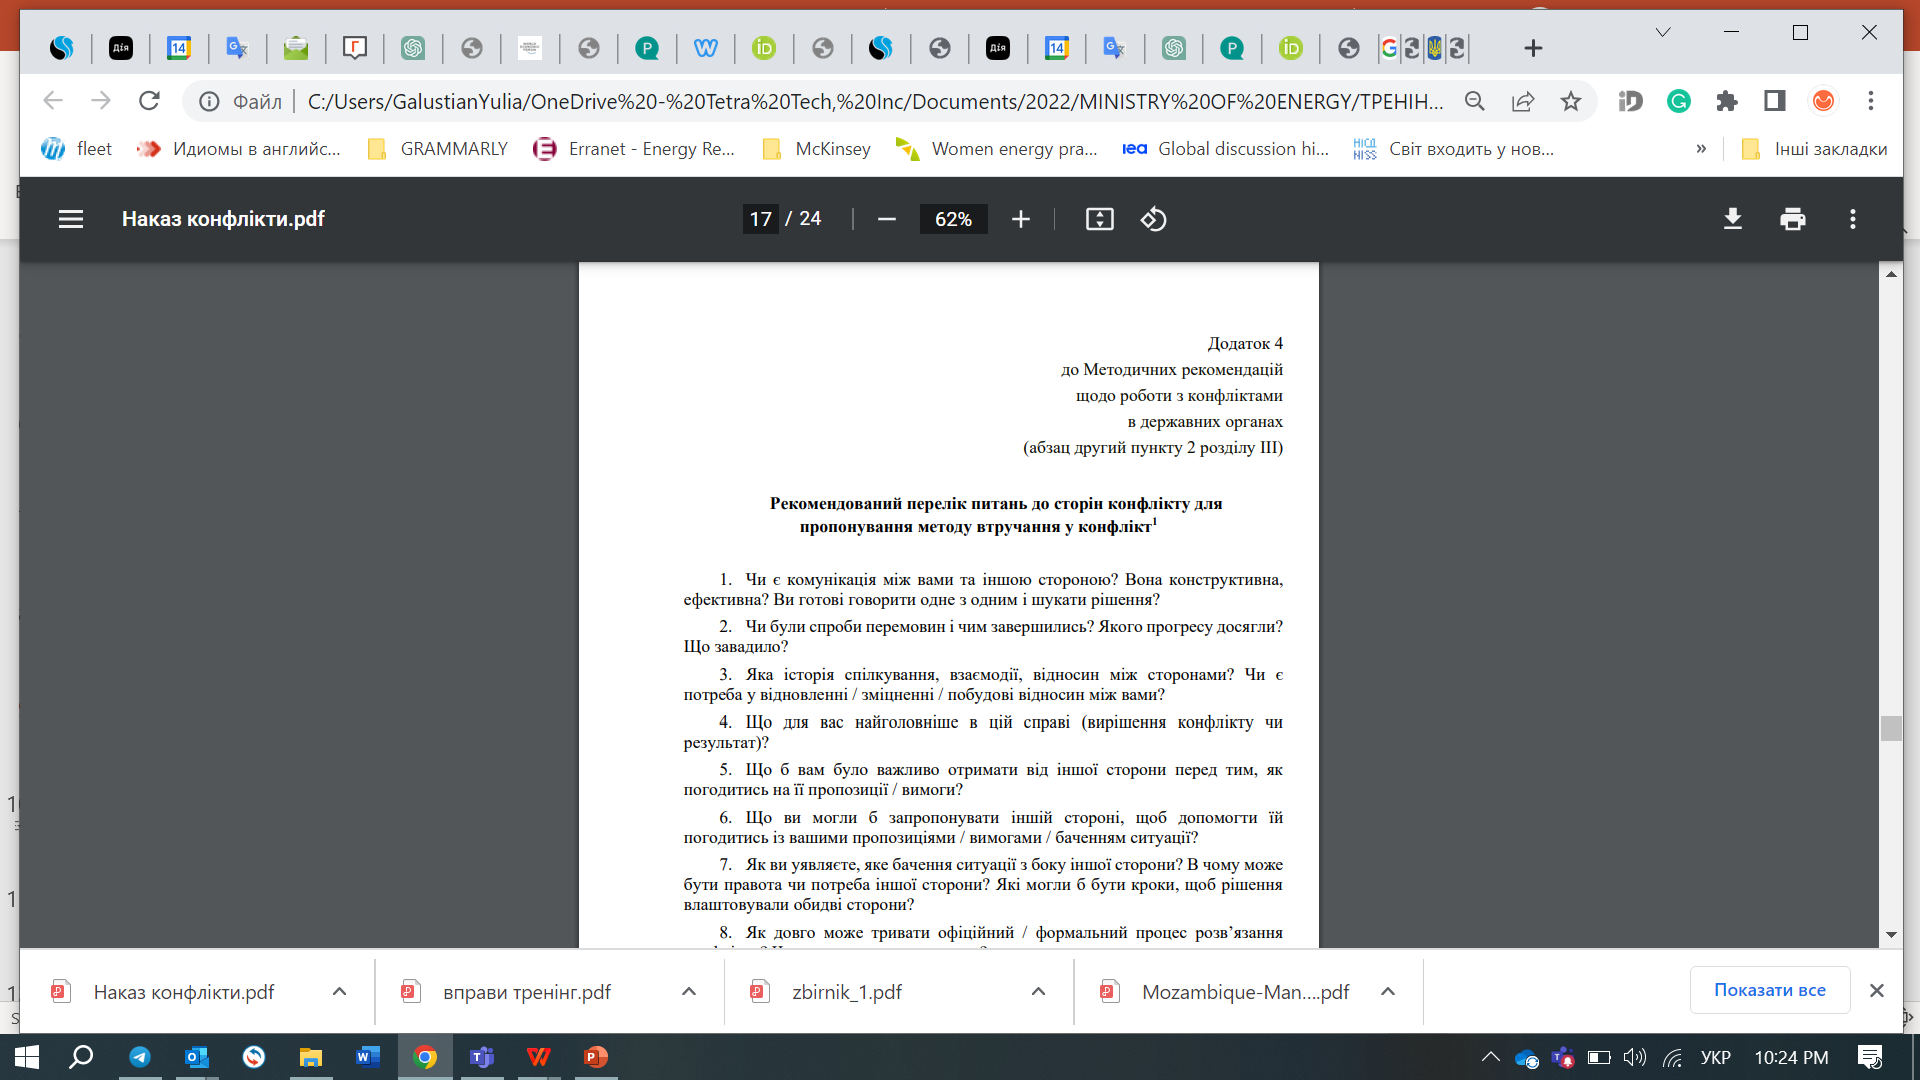 Файл
C:/Users/GalustianYulia/OneDrive%20-%20Tetra%20Tech,%20Inc/Documents/2022/MINISTRY%20OF%20ENERGY/ТРЕНІН...
fleet
Идиомы в английс...
GRAMMARLY
Erranet - Energy Re...
McKinsey
Women energy pra...
iea Global discussion hi...
НІСД NISS Світ входить у нов...
»
Інші закладки
Наказ конфлікти.pdf
17 / 24
62%
Додаток 4
до Методичних рекомендацій
щодо роботи з конфліктами
в державних органах
(абзац другий пункту 2 розділу III)
Рекомендований перелік питань до сторін конфлікту для
пропонування методу втручання у конфлікт1
1. Чи є комунікація між вами та іншою стороною? Вона конструктивна,
ефективна? Ви готові говорити одне з одним і шукати рішення?
2. Чи були спроби перемовин і чим завершились? Якого прогресу досягли?
Що завадило?
3. Яка історія спілкування, взаємодії, відносин між сторонами? Чи є
потреба у відновленні / зміцненні / побудові відносин між вами?
4. Що для вас найголовніше в цій справі (вирішення конфлікту чи
результат)?
5. Що б вам було важливо отримати від іншої сторони перед тим, як
погодитись на її пропозиції / вимоги?
6. Що ви могли б запропонувати іншій стороні, щоб допомогти їй
погодитись із вашими пропозиціями / вимогами / баченням ситуації?
7. Як ви уявляєте, яке бачення ситуації з боку іншої сторони? В чому може
бути правота чи потреба іншої сторони? Які могли б бути кроки, щоб рішення
влаштовували обидві сторони?
8. Як довго може тривати офіційний / формальний процес розв’язання
Наказ конфлікти.pdf
вправи тренінг.pdf
zbirnik_1.pdf
Mozambique-Man....pdf
Показати все
УКР
10:24 PM